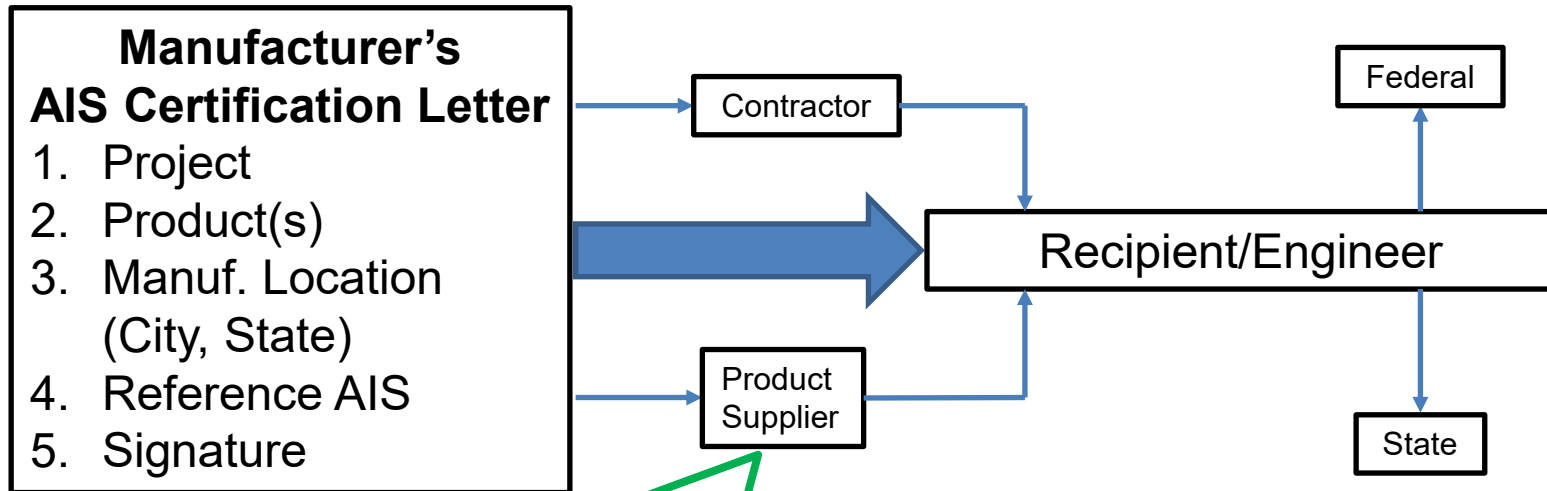 Manufacturer’s
AIS Certification Letter
1. Project
2. Product(s)
3. Manuf. Location
(City, State)
4. Reference AIS
5. Signature
Contractor
Product
Supplier
Recipient/Engineer
Federal
State